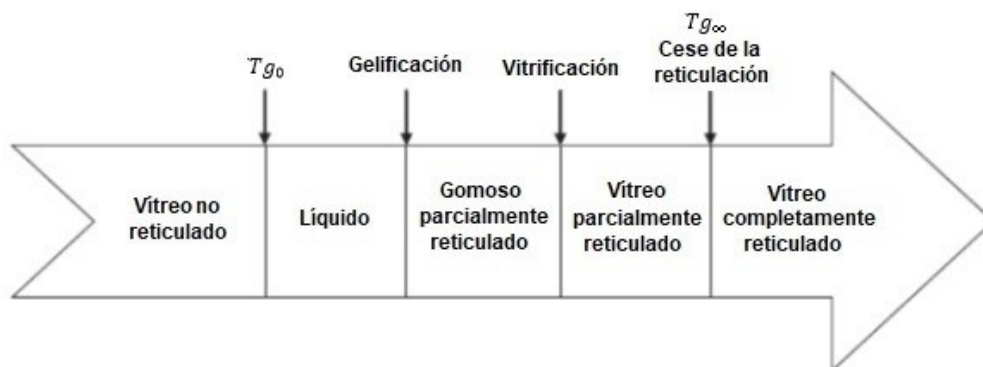 Tg₀
Gelificación
Vitrificación
Tg∞
Cese de la
reticulación
Vítreo no
reticulado
Líquido
Gomoso
parcialmente
reticulado
Vítreo
parcialmente
reticulado
Vítreo
completamente
reticulado